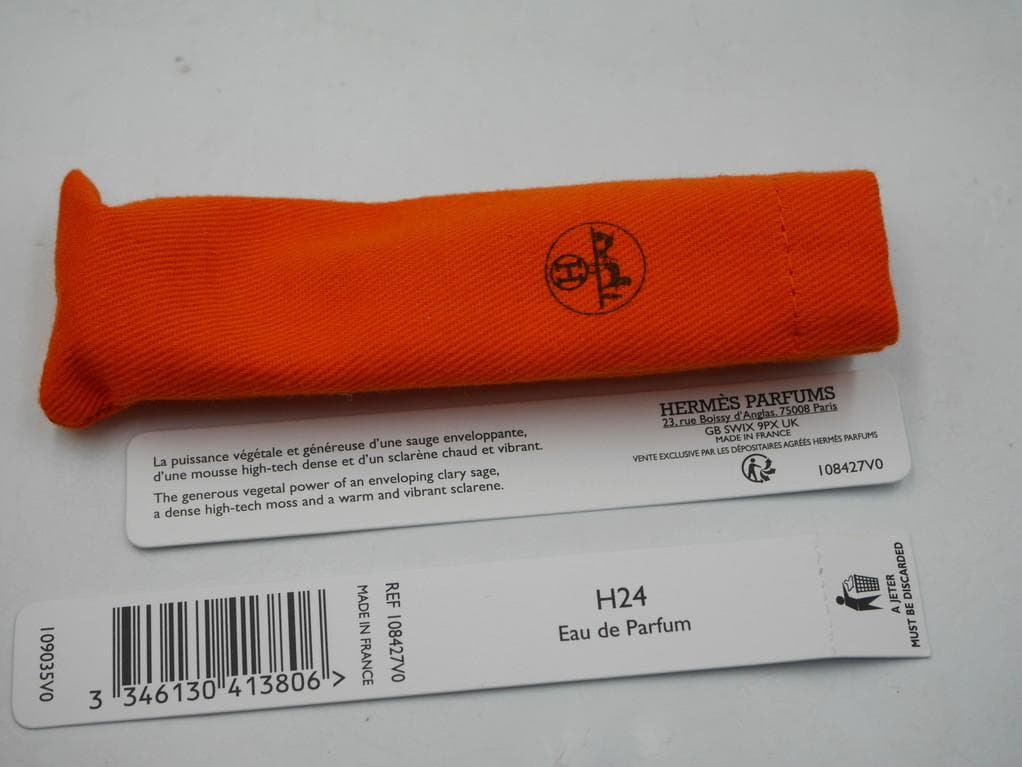 H
La puissance végétale et généreuse d'une sauge enveloppante,
d'une mousse high-tech dense et d'un sclarène chaud et vibrant.
The generous vegetal power of an enveloping clary sage,
a dense high-tech moss and a warm and vibrant sclarene.
HERMÈS PARFUMS
23, rue Boissy d'Anglas, 75008 Paris
GB SWIX 9PX UK
MADE IN FRANCE
VENTE EXCLUSIVE PAR LES DÉPOSITAIRES AGRÉÉS HERMÈS PARFUMS
108427V0
109035V0
3 346130 413806 >
REF 108427V0
MADE IN FRANCE
H24
Eau de Parfum
A JETER
MUST BE DISCARDED